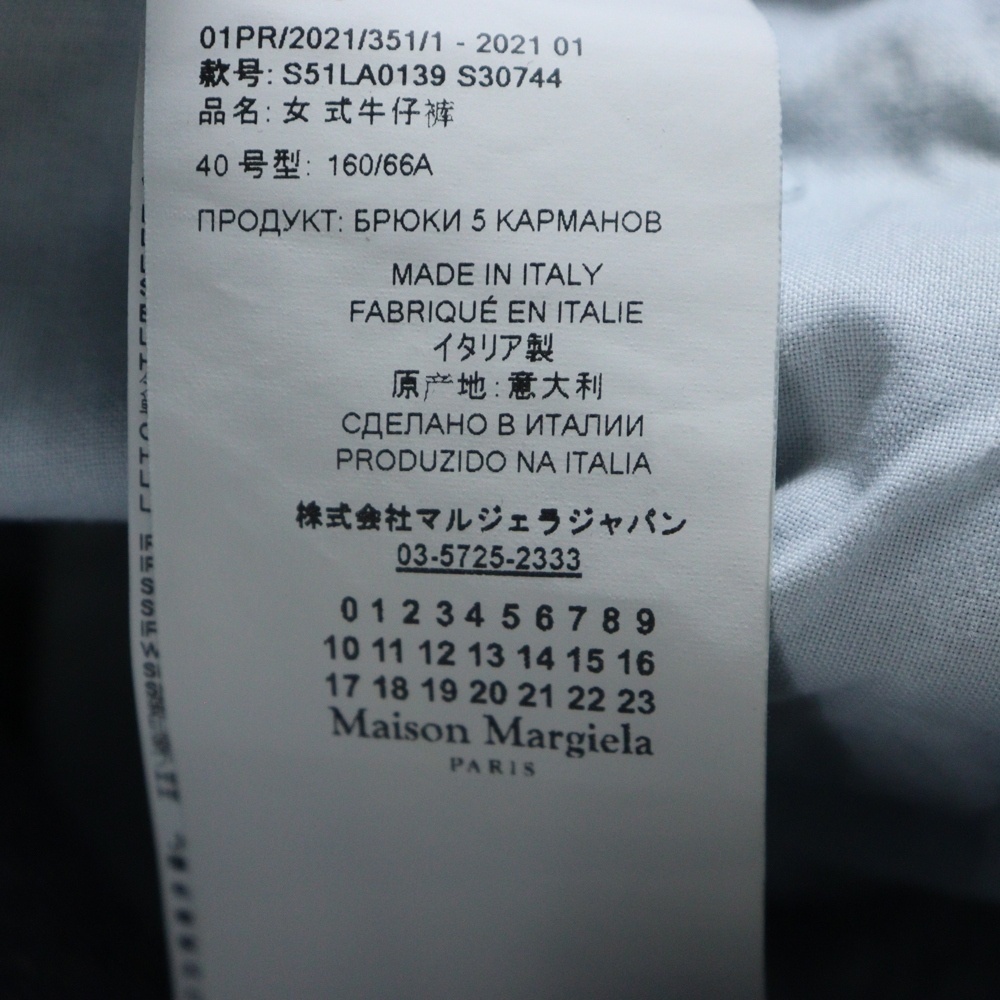 01PR/2021/351/1 - 2021 01
款号: S51LA0139 S30744
品名: 女 式牛仔裤
40 号型: 160/66A
ПРОДУКТ: БРЮКИ 5 КАРМАНОВ
MADE IN ITALY
FABRIQUÉ EN ITALIE
イタリア製
原产地: 意大利
СДЕЛАНО В ИТАЛИИ
PRODUZIDO NA ITALIA
株式会社マルジェラジャパン
03-5725-2333
0 1 2 3 4 5 6 7 8 9
10 11 12 13 14 15 16
17 18 19 20 21 22 23
Maison Margiela
PARIS